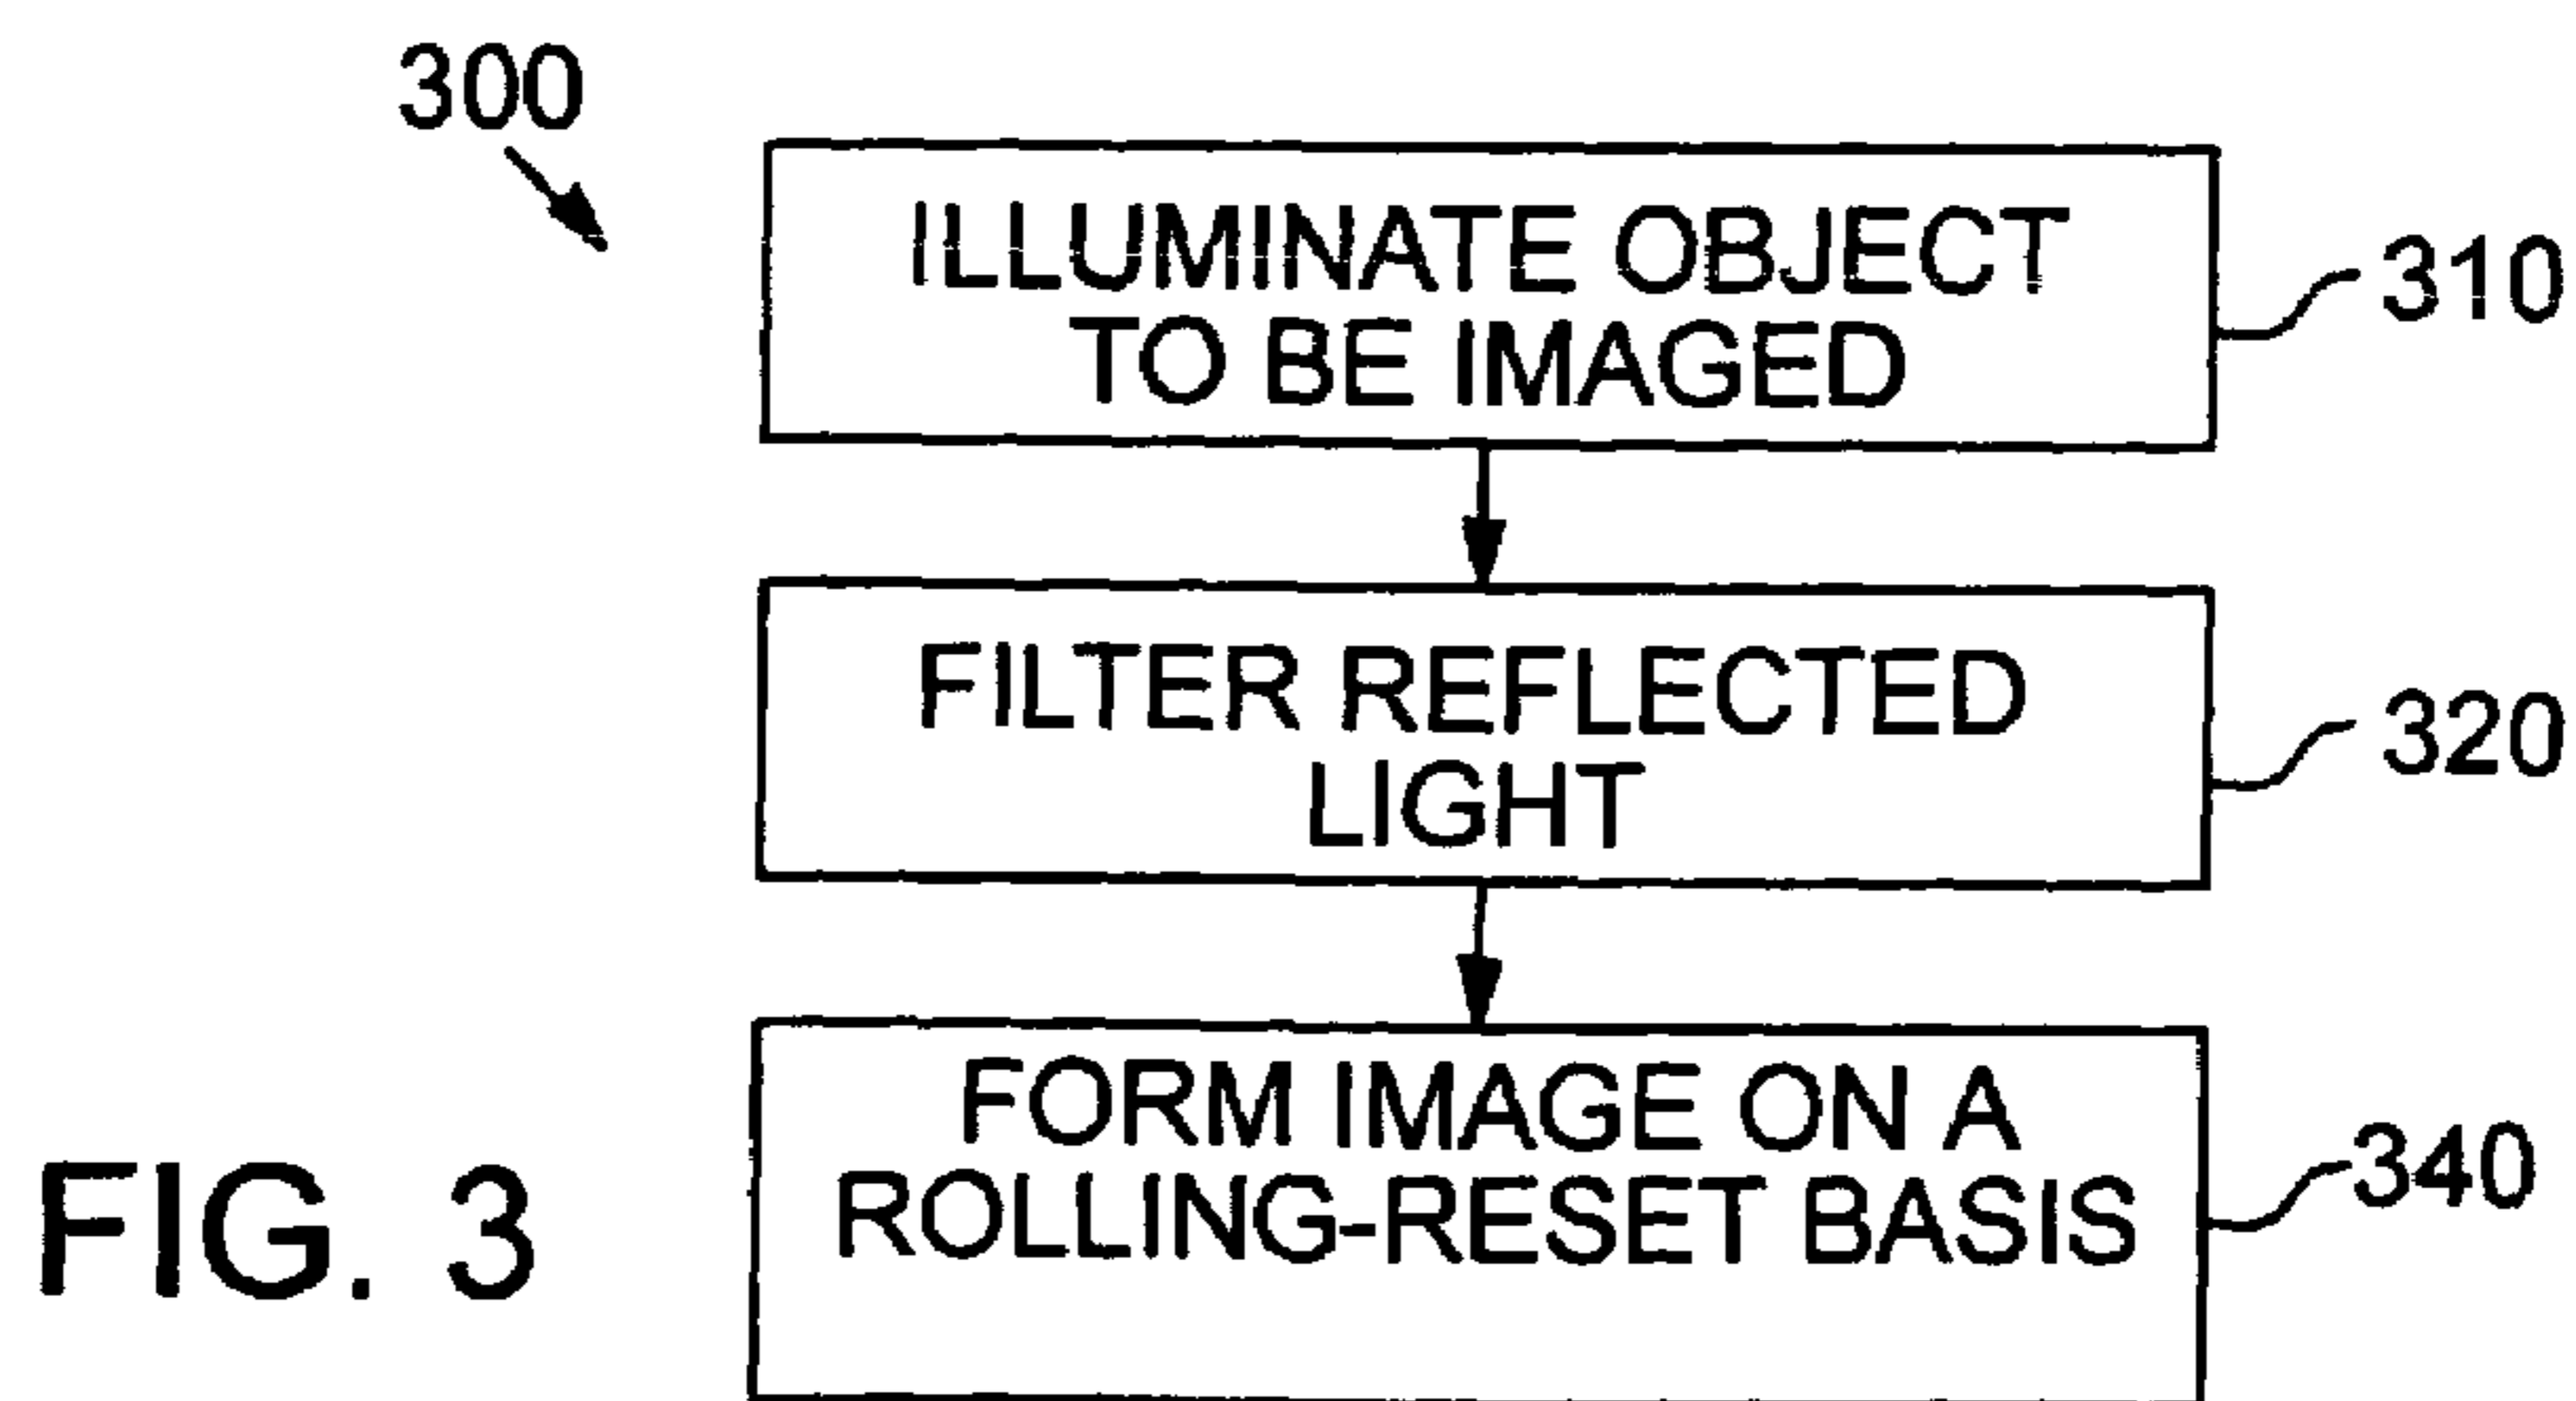 300
ILLUMINATE OBJECT
TO BE IMAGED
310
FILTER REFLECTED
LIGHT
320
FORM IMAGE ON A
ROLLING-RESET BASIS
340
FIG. 3